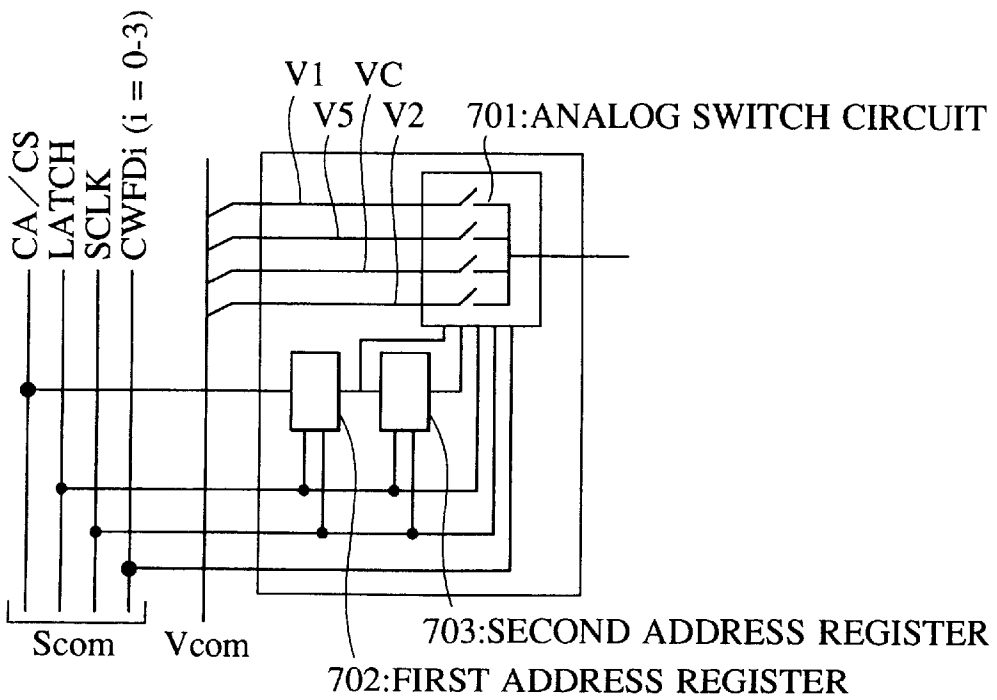 CA/CS
LATCH
SCLK
CWFDi (i = 0-3)
V1
VC
V5
V2
701:ANALOG SWITCH CIRCUIT
703:SECOND ADDRESS REGISTER
Scom
Vcom
702:FIRST ADDRESS REGISTER